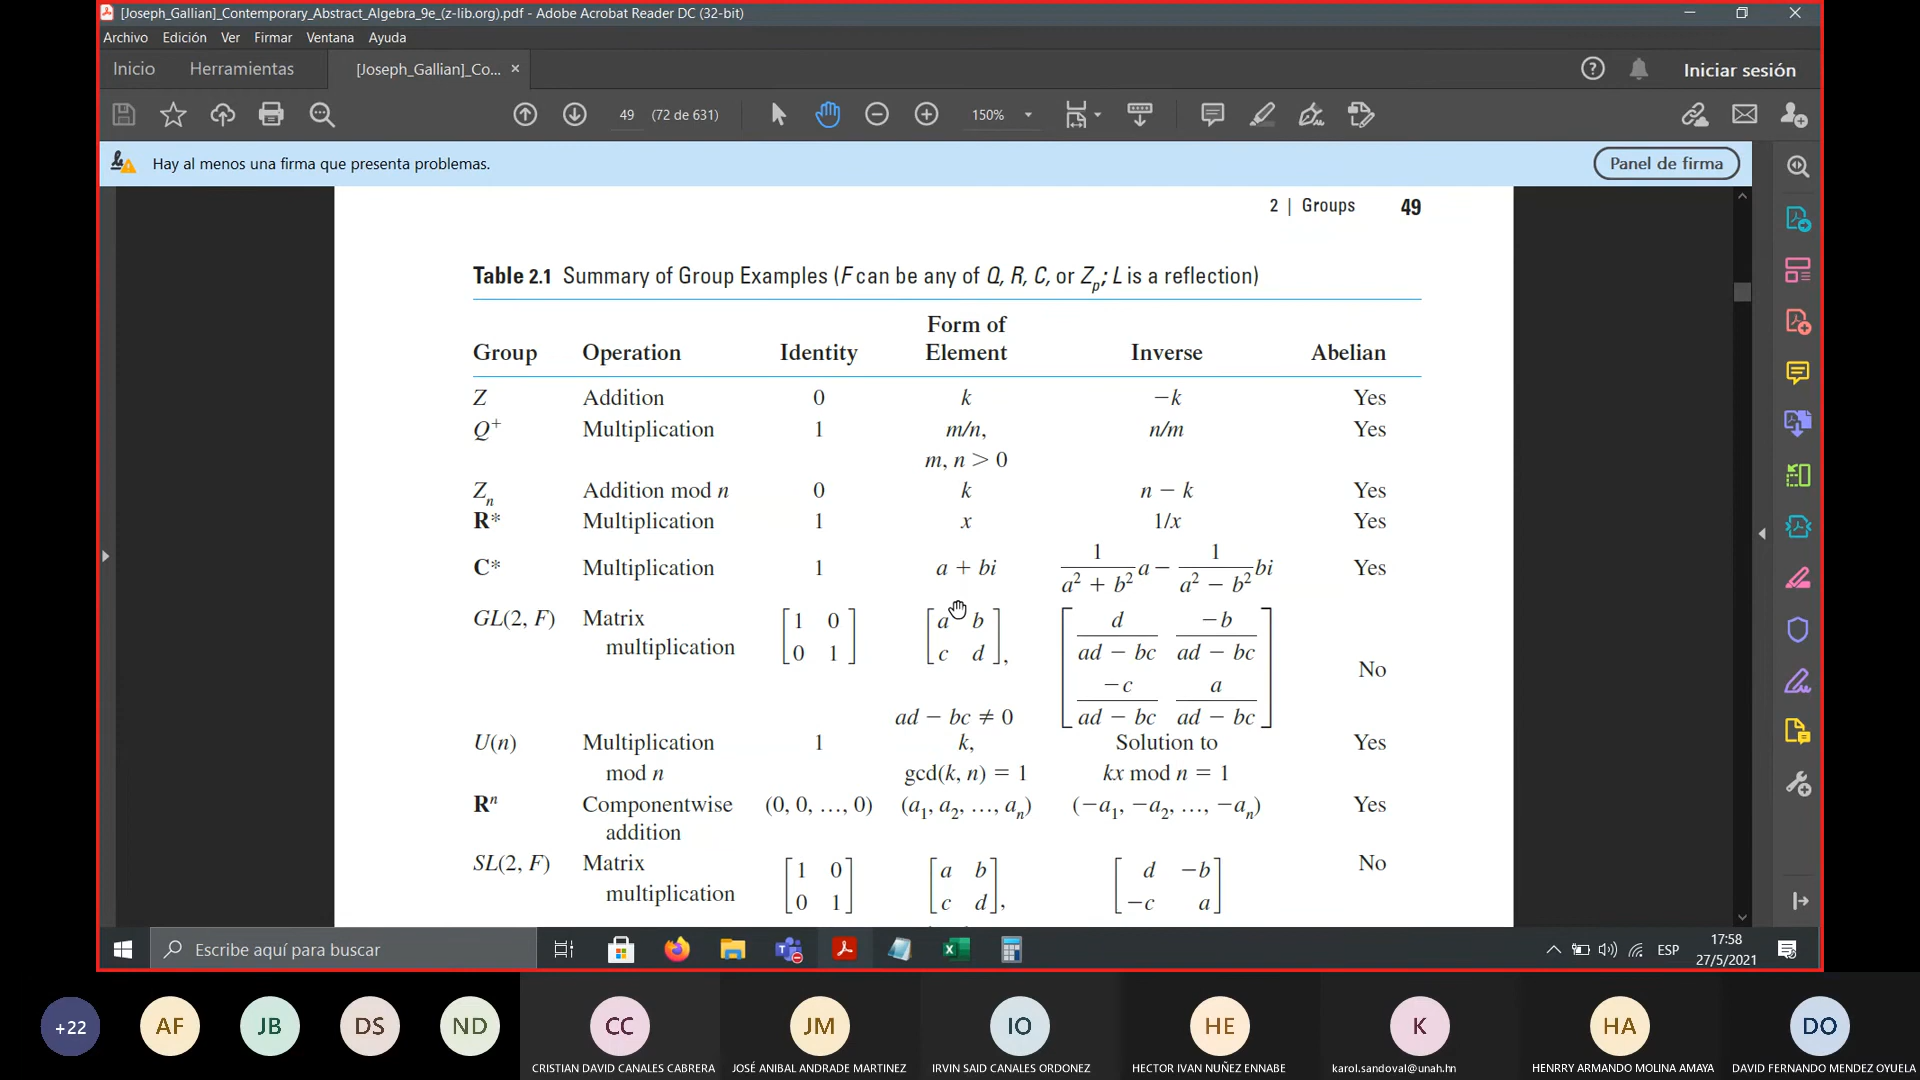 [Joseph_Gallian]_Contemporary_Abstract_Algebra_9e_(z-lib.org).pdf - Adobe Acrobat Reader DC (32-bit)
Archivo Edición Ver Firmar Ventana Ayuda
Inicio Herramientas [Joseph_Gallian]_Co... × Iniciar sesión
49 (72 de 631) 150%
Hay al menos una firma que presenta problemas. Panel de firma
2 | Groups 49
Table 2.1 Summary of Group Examples (F can be any of Q, R, C, or Z_p; L is a reflection)
Form of
Group Operation Identity Element Inverse Abelian
Z Addition 0 k −k Yes
Q⁺ Multiplication 1 m/n, n/m Yes
m, n > 0
Z_n Addition mod n 0 k n − k Yes
R* Multiplication 1 x 1/x Yes
C* Multiplication 1 a + bi 1/(a² + b²) a − 1/(a² − b²) bi Yes
GL(2, F) Matrix multiplication [1 0; 0 1] [a b; c d], [d/(ad − bc) −b/(ad − bc); −c/(ad − bc) a/(ad − bc)] No
ad − bc ≠ 0
U(n) Multiplication 1 k, Solution to Yes
mod n gcd(k, n) = 1 kx mod n = 1
Rⁿ Componentwise (0, 0, …, 0) (a₁, a₂, …, a_n) (−a₁, −a₂, …, −a_n) Yes
addition
SL(2, F) Matrix multiplication [1 0; 0 1] [a b; c d], [d −b; −c a] No
Escribe aquí para buscar ESP 17:58
27/5/2021
+22 AF JB DS ND CC JM IO HE K HA DO
CRISTIAN DAVID CANALES CABRERA JOSÉ ANIBAL ANDRADE MARTINEZ IRVIN SAID CANALES ORDONEZ HECTOR IVAN NUÑEZ ENNABE karol.sandoval@unah.hn HENRRY ARMANDO MOLINA AMAYA DAVID FERNANDO MENDEZ OYUELA